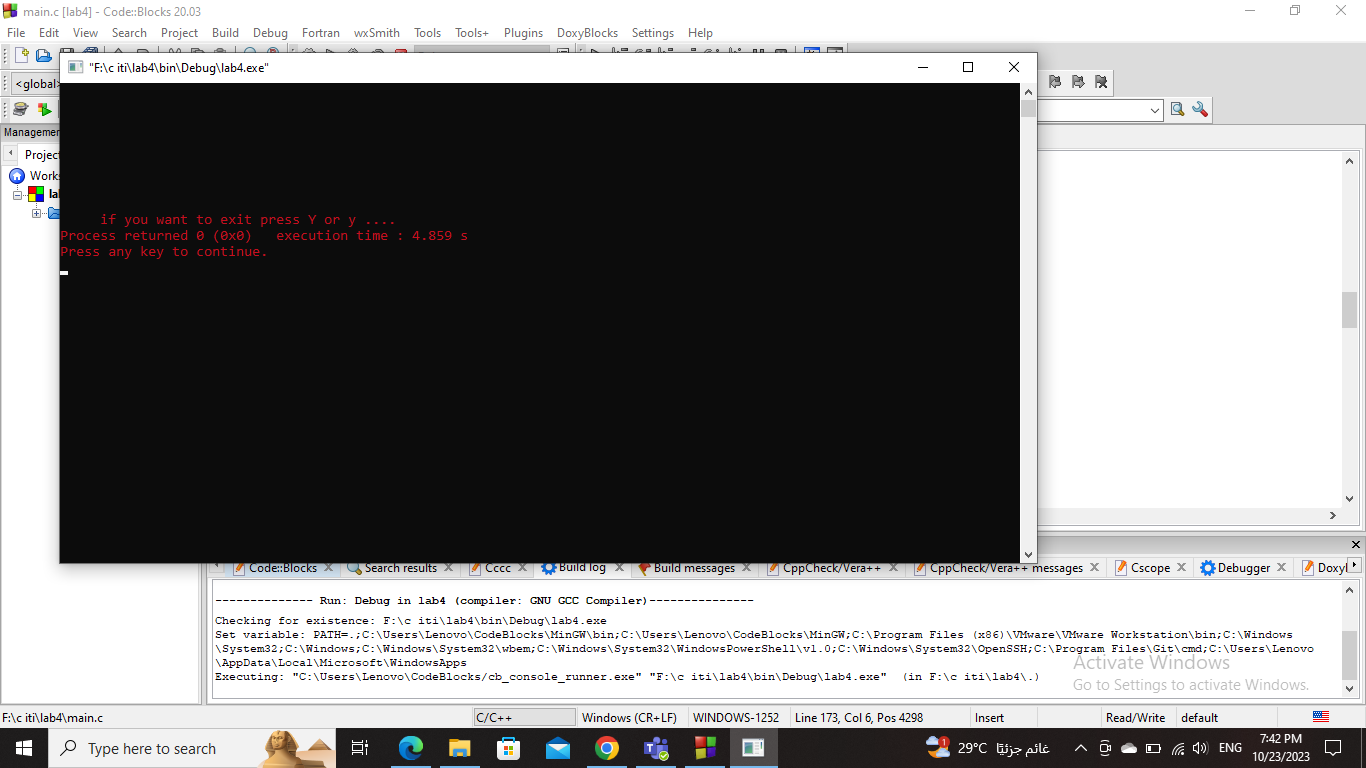 main.c [lab4] - Code::Blocks 20.03
File Edit View Search Project Build Debug Fortran wxSmith Tools Tools+ Plugins DoxyBlocks Settings Help
"F:\c iti\lab4\bin\Debug\lab4.exe"
<global>
if you want to exit press Y or y ....
Process returned 0 (0x0)   execution time : 4.859 s
Press any key to continue.
Code::Blocks Search results Cccc Build log Build messages CppCheck/Vera++ CppCheck/Vera++ messages Cscope Debugger
-------------- Run: Debug in lab4 (compiler: GNU GCC Compiler)---------------
Checking for existence: F:\c iti\lab4\bin\Debug\lab4.exe
Set variable: PATH=.;C:\Users\Lenovo\CodeBlocks\MinGW\bin;C:\Users\Lenovo\CodeBlocks\MinGW;C:\Program Files (x86)\VMware\VMware Workstation\bin;C:\Windows
\System32;C:\Windows;C:\Windows\System32\wbem;C:\Windows\System32\WindowsPowerShell\v1.0;C:\Windows\System32\OpenSSH;C:\Program Files\Git\cmd;C:\Users\Lenovo
\AppData\Local\Microsoft\WindowsApps
Executing: "C:\Users\Lenovo\CodeBlocks/cb_console_runner.exe" "F:\c iti\lab4\bin\Debug\lab4.exe"  (in F:\c iti\lab4\.)
Activate Windows
Go to Settings to activate Windows.
F:\c iti\lab4\main.c C/C++ Windows (CR+LF) WINDOWS-1252 Line 173, Col 6, Pos 4298 Insert Read/Write default
Type here to search
29°C غائم جزئيًا ENG
7:42 PM
10/23/2023